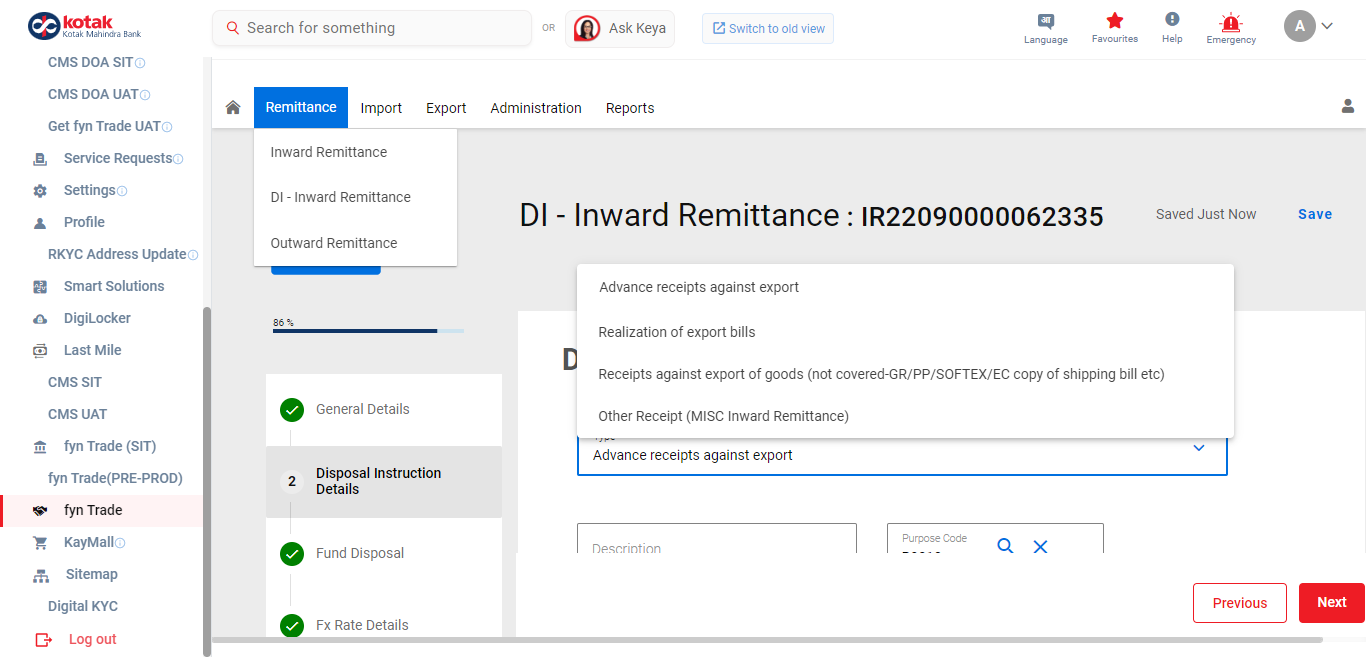 kotak
Kotak Mahindra Bank
Search for something
OR
Ask Keya
Switch to old view
अ
Language
Favourites
Help
Emergency
A
CMS DOA SIT
CMS DOA UAT
Get fyn Trade UAT
Service Requests
Settings
Profile
RKYC Address Update
Smart Solutions
DigiLocker
Last Mile
CMS SIT
CMS UAT
fyn Trade (SIT)
fyn Trade(PRE-PROD)
fyn Trade
KayMall
Sitemap
Digital KYC
Log out
Remittance
Import
Export
Administration
Reports
Inward Remittance
DI - Inward Remittance
Outward Remittance
DI - Inward Remittance : IR22090000062335
Saved Just Now
Save
86 %
General Details
2
Disposal Instruction
Details
Fund Disposal
Fx Rate Details
D
Advance receipts against export
Realization of export bills
Receipts against export of goods (not covered-GR/PP/SOFTEX/EC copy of shipping bill etc)
Other Receipt (MISC Inward Remittance)
Type
Advance receipts against export
Description
Purpose Code
Previous
Next